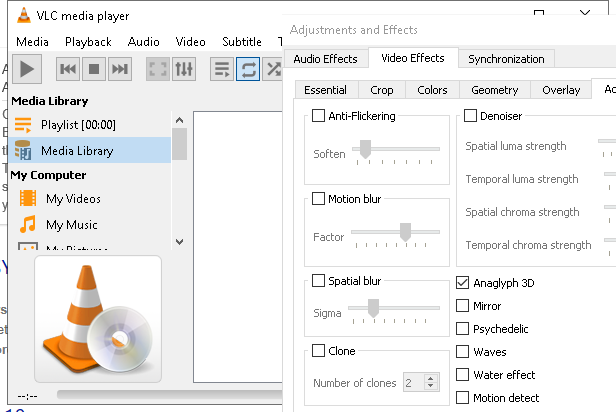 VLC media player
Adjustments and Effects
Media Playback Audio Video Subtitle
Audio Effects Video Effects Synchronization
Essential Crop Colors Geometry Overlay
Media Library
Playlist [00:00]
Media Library
My Computer
My Videos
My Music
My Pictures
--:--
Anti-Flickering
Soften
Motion blur
Factor
Spatial blur
Sigma
Clone
Number of clones 2
Denoiser
Spatial luma strength
Temporal luma strength
Spatial chroma strength
Temporal chroma strength
Anaglyph 3D
Mirror
Psychedelic
Waves
Water effect
Motion detect